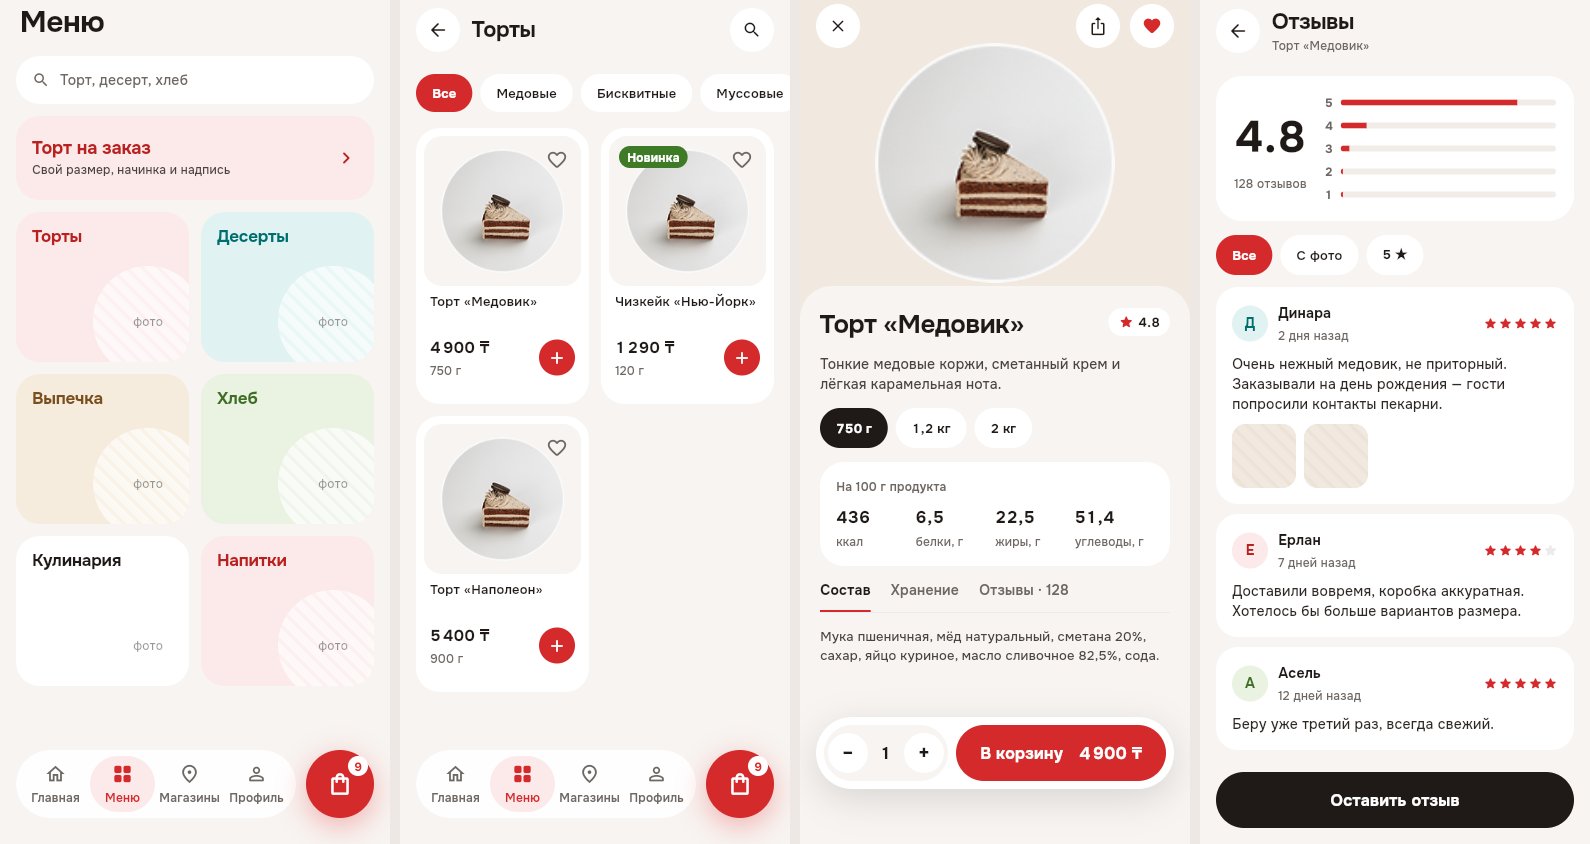 Меню
Торт, десерт, хлеб
Торт на заказ
Свой размер, начинка и надпись
Торты
Десерты
фото
фото
Выпечка
Хлеб
фото
фото
Кулинария
Напитки
фото
фото
Главная
Меню
Магазины
Профиль
9
Торты
Все
Медовые
Бисквитные
Муссовые
Новинка
Торт «Медовик»
Чизкейк «Нью-Йорк»
4 900 ₸
750 г
1 290 ₸
120 г
Торт «Наполеон»
5 400 ₸
900 г
Главная
Меню
Магазины
Профиль
9
Торт «Медовик»
4.8
Тонкие медовые коржи, сметанный крем и
лёгкая карамельная нота.
750 г
1,2 кг
2 кг
На 100 г продукта
436
6,5
22,5
51,4
ккал
белки, г
жиры, г
углеводы, г
Состав
Хранение
Отзывы · 128
Мука пшеничная, мёд натуральный, сметана 20%,
сахар, яйцо куриное, масло сливочное 82,5%, сода.
− 1 +
В корзину 4 900 ₸
Отзывы
Торт «Медовик»
4.8
128 отзывов
5
4
3
2
1
Все
С фото
5 ★
Д
Динара
2 дня назад
Очень нежный медовик, не приторный.
Заказывали на день рождения — гости
попросили контакты пекарни.
Е
Ерлан
7 дней назад
Доставили вовремя, коробка аккуратная.
Хотелось бы больше вариантов размера.
А
Асель
12 дней назад
Беру уже третий раз, всегда свежий.
Оставить отзыв